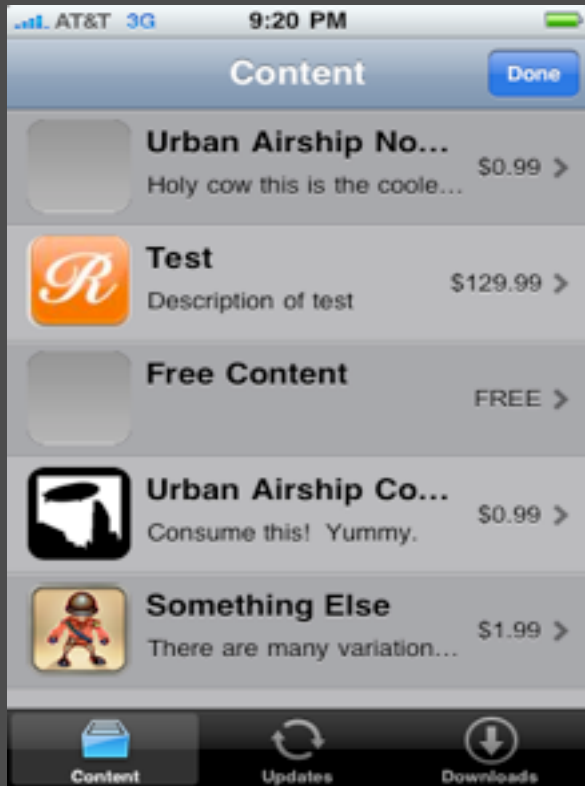 AT&T 3G 9:20 PM
Content Done
Urban Airship No...
Holy cow this is the coole...
$0.99
R
Test
Description of test
$129.99
Free Content
FREE
Urban Airship Co...
Consume this! Yummy.
$0.99
Something Else
There are many variation...
$1.99
Content Updates Downloads